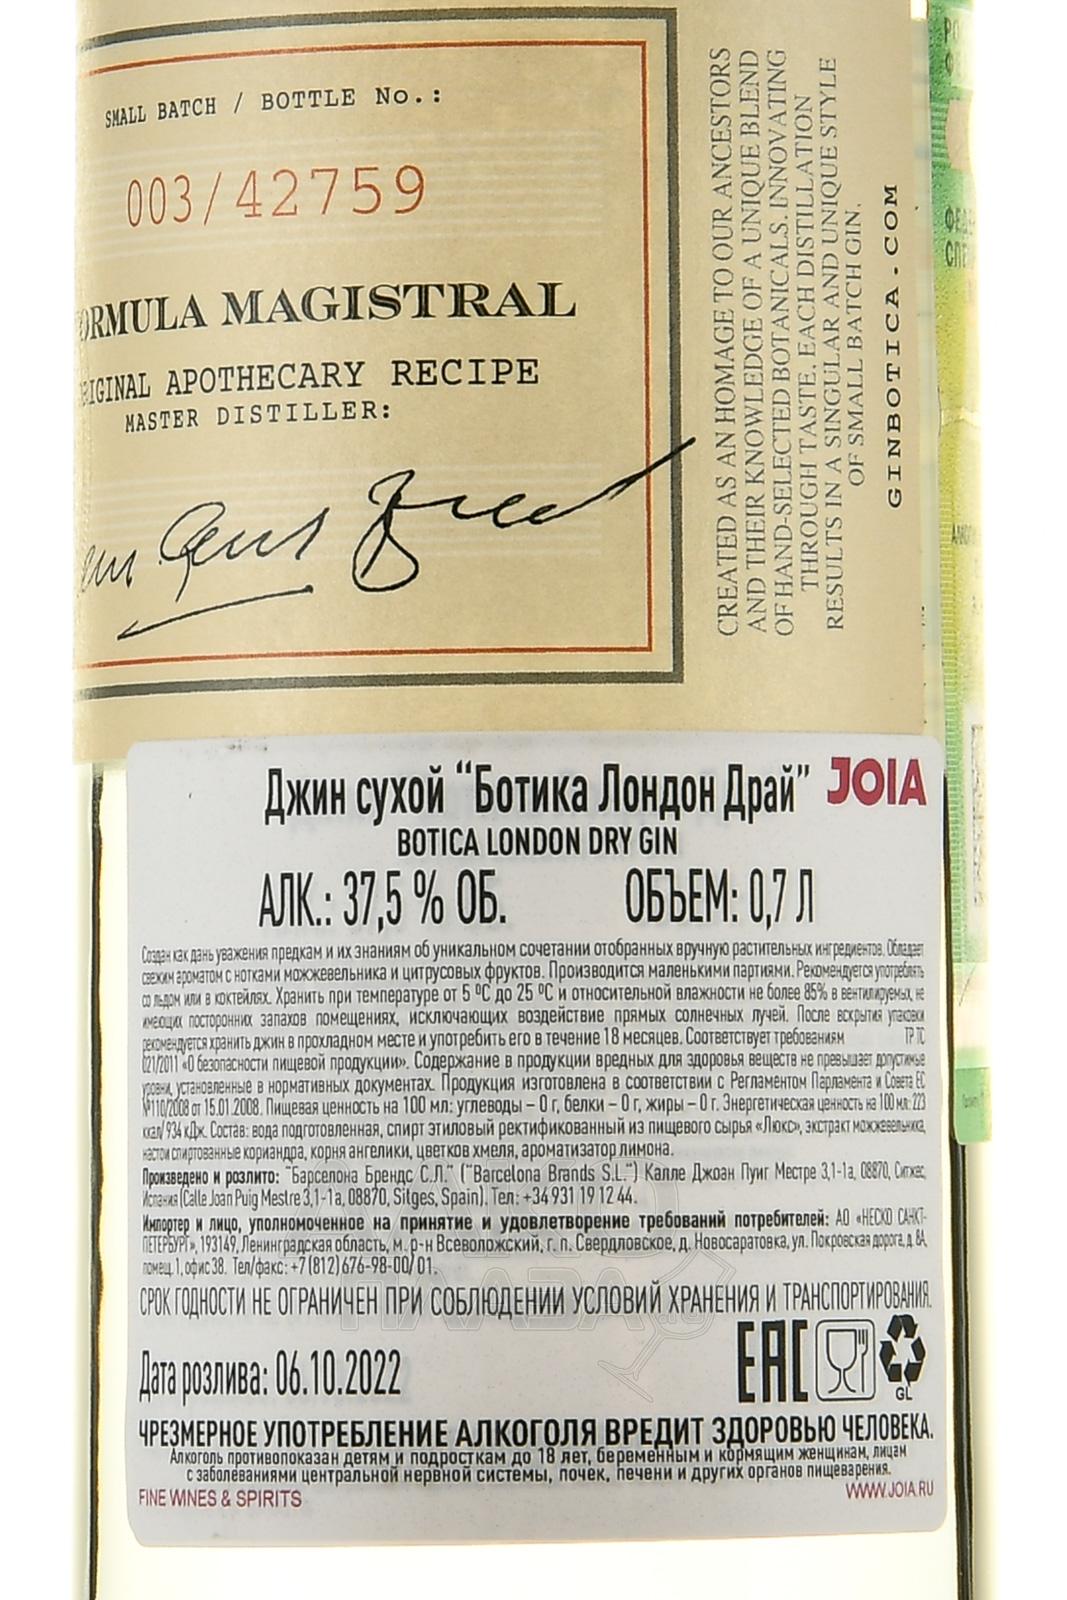 SMALL BATCH / BOTTLE No.:
003/42759
FORMULA MAGISTRAL
ORIGINAL APOTHECARY RECIPE
MASTER DISTILLER:
CREATED AS AN HOMAGE TO OUR ANCESTORS
AND THEIR KNOWLEDGE OF A UNIQUE BLEND
OF HAND-SELECTED BOTANICALS. INNOVATING
THROUGH TASTE. EACH DISTILLATION
RESULTS IN A SINGULAR AND UNIQUE STYLE
OF SMALL BATCH GIN.
GINBOTICA.COM
Джин сухой “Ботика Лондон Драй” JOIA
BOTICA LONDON DRY GIN
АЛК.: 37,5 % ОБ. ОБЪЕМ: 0,7 Л
Создан как дань уважения предкам и их знаниям об уникальном сочетании отобранных вручную растительных ингредиентов. Обладает
свежим ароматом с нотками можжевельника и цитрусовых фруктов. Производится маленькими партиями. Рекомендуется употреблять
со льдом или в коктейлях. Хранить при температуре от 5 ºС до 25 ºС и относительной влажности не более 85% в вентилируемых, не
имеющих посторонних запахов помещениях, исключающих воздействие прямых солнечных лучей. После вскрытия упаковки
рекомендуется хранить джин в прохладном месте и употребить его в течение 18 месяцев. Соответствует требованиям ТР ТС
021/2011 «О безопасности пищевой продукции». Содержание в продукции вредных для здоровья веществ не превышает допустимые
уровни, установленные в нормативных документах. Продукция изготовлена в соответствии с Регламентом Парламента и Совета ЕС
№110/2008 от 15.01.2008. Пищевая ценность на 100 мл: углеводы – 0 г, белки – 0 г, жиры – 0 г. Энергетическая ценность на 100 мл: 223
ккал/ 934 кДж. Состав: вода подготовленная, спирт этиловый ректификованный из пищевого сырья «Люкс», экстракт можжевельника,
настои спиртованные кориандра, корня ангелики, цветков хмеля, ароматизатор лимона.
Произведено и розлито: “Барселона Брендс С.Л.” (“Barcelona Brands S.L.”) Калле Джоан Пуиг Местре 3,1-1а, 08870, Ситжес,
Испания (Calle Joan Puig Mestre 3,1-1a, 08870, Sitges, Spain). Тел: +34 931 19 12 44.
Импортер и лицо, уполномоченное на принятие и удовлетворение требований потребителей: АО «НЕСКО САНКТ-
ПЕТЕРБУРГ», 193149, Ленинградская область, м. р-н Всеволожский, г. п. Свердловское, д. Новосаратовка, ул. Покровская дорога, д. 8А,
помещ. 1, офис 38. Тел/факс: +7 (812) 676-98-00/ 01.
СРОК ГОДНОСТИ НЕ ОГРАНИЧЕН ПРИ СОБЛЮДЕНИИ УСЛОВИЙ ХРАНЕНИЯ И ТРАНСПОРТИРОВАНИЯ.
Дата розлива: 06.10.2022
EAC
GL
ЧРЕЗМЕРНОЕ УПОТРЕБЛЕНИЕ АЛКОГОЛЯ ВРЕДИТ ЗДОРОВЬЮ ЧЕЛОВЕКА.
Алкоголь противопоказан детям и подросткам до 18 лет, беременным и кормящим женщинам, лицам
с заболеваниями центральной нервной системы, почек, печени и других органов пищеварения.
FINE WINES & SPIRITS WWW.JOIA.RU